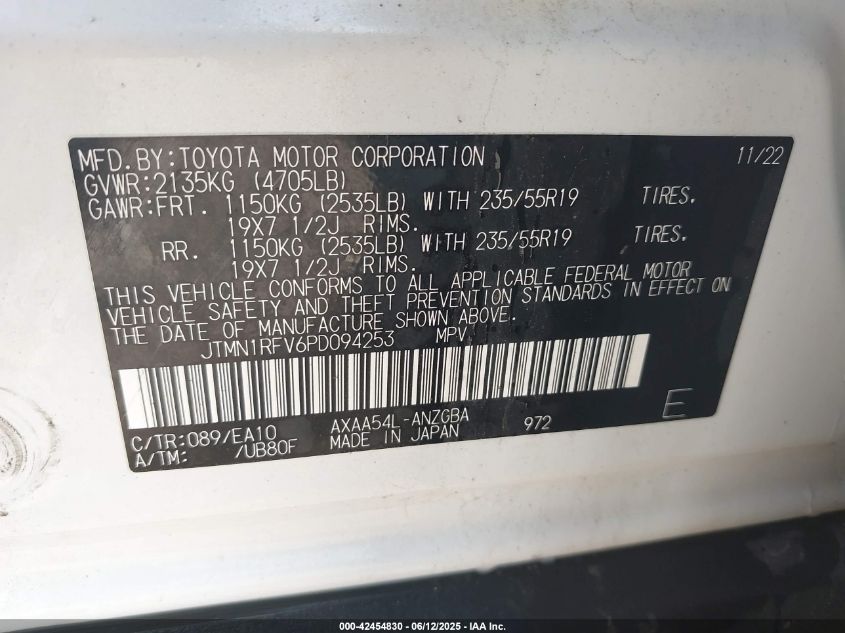 MFD.BY:TOYOTA MOTOR CORPORATION 11/22
GVWR:2135KG (4705LB)
GAWR:FRT. 1150KG (2535LB) WITH 235/55R19 TIRES.
19X7 1/2J RIMS.
RR. 1150KG (2535LB) WITH 235/55R19 TIRES.
19X7 1/2J RIMS.
THIS VEHICLE CONFORMS TO ALL APPLICABLE FEDERAL MOTOR
VEHICLE SAFETY AND THEFT PREVENTION STANDARDS IN EFFECT ON
THE DATE OF MANUFACTURE SHOWN ABOVE.
JTMN1RFV6PD094253 MPV
C/TR:089/EA10 AXAA54L-ANZGBA 972 E
A/TM: /UB80F MADE IN JAPAN
000-42454830 - 06/12/2025 - IAA Inc.